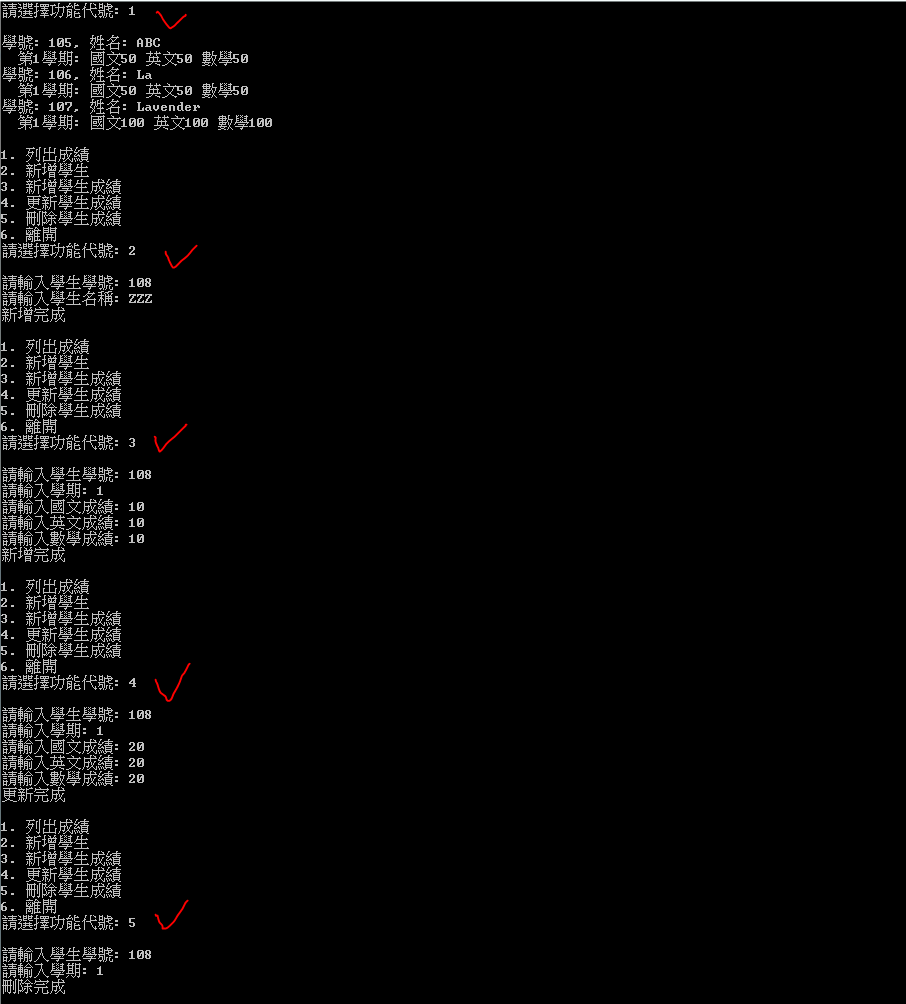 請選擇功能代號: 1
學號: 105, 姓名: ABC
第1學期: 國文50 英文50 數學50
學號: 106, 姓名: La
第1學期: 國文50 英文50 數學50
學號: 107, 姓名: Lavender
第1學期: 國文100 英文100 數學100
1. 列出成績
2. 新增學生
3. 新增學生成績
4. 更新學生成績
5. 刪除學生成績
6. 離開
請選擇功能代號: 2
請輸入學生學號: 108
請輸入學生名稱: ZZZ
新增完成
1. 列出成績
2. 新增學生
3. 新增學生成績
4. 更新學生成績
5. 刪除學生成績
6. 離開
請選擇功能代號: 3
請輸入學生學號: 108
請輸入學期: 1
請輸入國文成績: 10
請輸入英文成績: 10
請輸入數學成績: 10
新增完成
1. 列出成績
2. 新增學生
3. 新增學生成績
4. 更新學生成績
5. 刪除學生成績
6. 離開
請選擇功能代號: 4
請輸入學生學號: 108
請輸入學期: 1
請輸入國文成績: 20
請輸入英文成績: 20
請輸入數學成績: 20
更新完成
1. 列出成績
2. 新增學生
3. 新增學生成績
4. 更新學生成績
5. 刪除學生成績
6. 離開
請選擇功能代號: 5
請輸入學生學號: 108
請輸入學期: 1
刪除完成